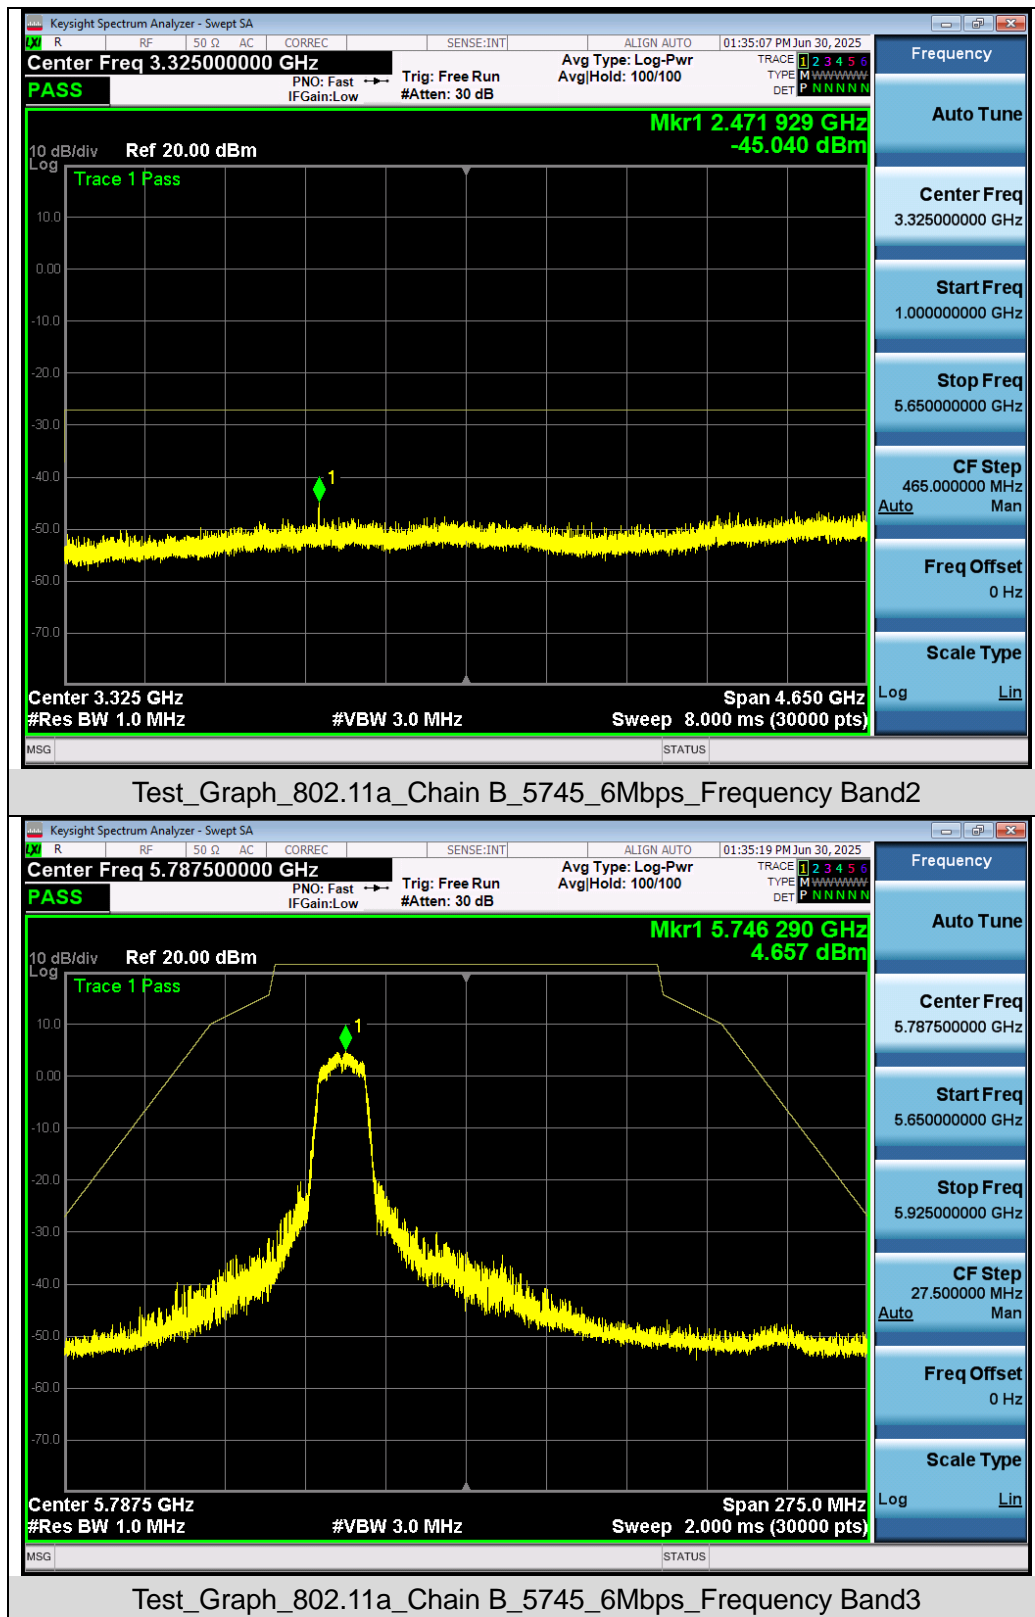 Keysight Spectrum Analyzer - Swept SA
LXI R RF 50 Ω AC CORREC SENSE:INT ALIGN AUTO 01:35:07 PM Jun 30, 2025
Center Freq 3.325000000 GHz
PASS
PNO: Fast
IFGain:Low
Trig: Free Run
#Atten: 30 dB
Avg Type: Log-Pwr
Avg|Hold: 100/100
TRACE 1 2 3 4 5 6
TYPE M WWWWW
DET P N N N N N
Mkr1 2.471 929 GHz
-45.040 dBm
10 dB/div Ref 20.00 dBm
Log
Trace 1 Pass
10.0
0.00
-10.0
-20.0
-30.0
-40.0
1
-50.0
-60.0
-70.0
Center 3.325 GHz Span 4.650 GHz
#Res BW 1.0 MHz #VBW 3.0 MHz Sweep 8.000 ms (30000 pts)
MSG STATUS
Frequency
Auto Tune
Center Freq
3.325000000 GHz
Start Freq
1.000000000 GHz
Stop Freq
5.650000000 GHz
CF Step
465.000000 MHz
Auto Man
Freq Offset
0 Hz
Scale Type
Log Lin
Test_Graph_802.11a_Chain B_5745_6Mbps_Frequency Band2
Keysight Spectrum Analyzer - Swept SA
LXI R RF 50 Ω AC CORREC SENSE:INT ALIGN AUTO 01:35:19 PM Jun 30, 2025
Center Freq 5.787500000 GHz
PASS
PNO: Fast
IFGain:Low
Trig: Free Run
#Atten: 30 dB
Avg Type: Log-Pwr
Avg|Hold: 100/100
TRACE 1 2 3 4 5 6
TYPE M WWWWW
DET P N N N N N
Mkr1 5.746 290 GHz
4.657 dBm
10 dB/div Ref 20.00 dBm
Log
Trace 1 Pass
10.0
1
0.00
-10.0
-20.0
-30.0
-40.0
-50.0
-60.0
-70.0
Center 5.7875 GHz Span 275.0 MHz
#Res BW 1.0 MHz #VBW 3.0 MHz Sweep 2.000 ms (30000 pts)
MSG STATUS
Frequency
Auto Tune
Center Freq
5.787500000 GHz
Start Freq
5.650000000 GHz
Stop Freq
5.925000000 GHz
CF Step
27.500000 MHz
Auto Man
Freq Offset
0 Hz
Scale Type
Log Lin
Test_Graph_802.11a_Chain B_5745_6Mbps_Frequency Band3